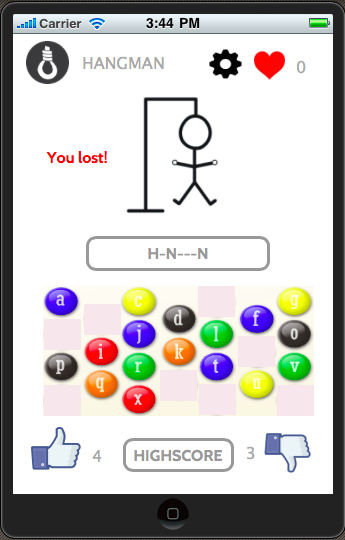 Carrier 3:44 PM
HANGMAN 0
You lost!
H-N---N
a c g
d f
j l o
i k
p r t v
q u
x
4 HIGHSCORE 3